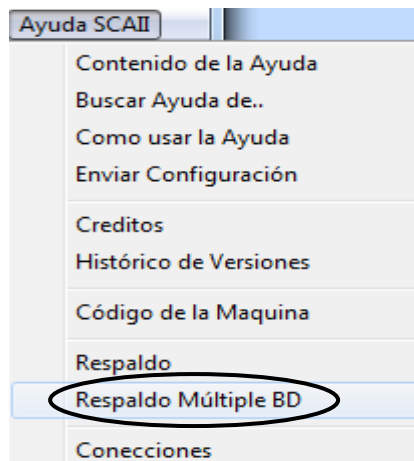 Ayuda SCAII
Contenido de la Ayuda
Buscar Ayuda de..
Como usar la Ayuda
Enviar Configuración
Creditos
Histórico de Versiones
Código de la Maquina
Respaldo
Respaldo Múltiple BD
Conecciones